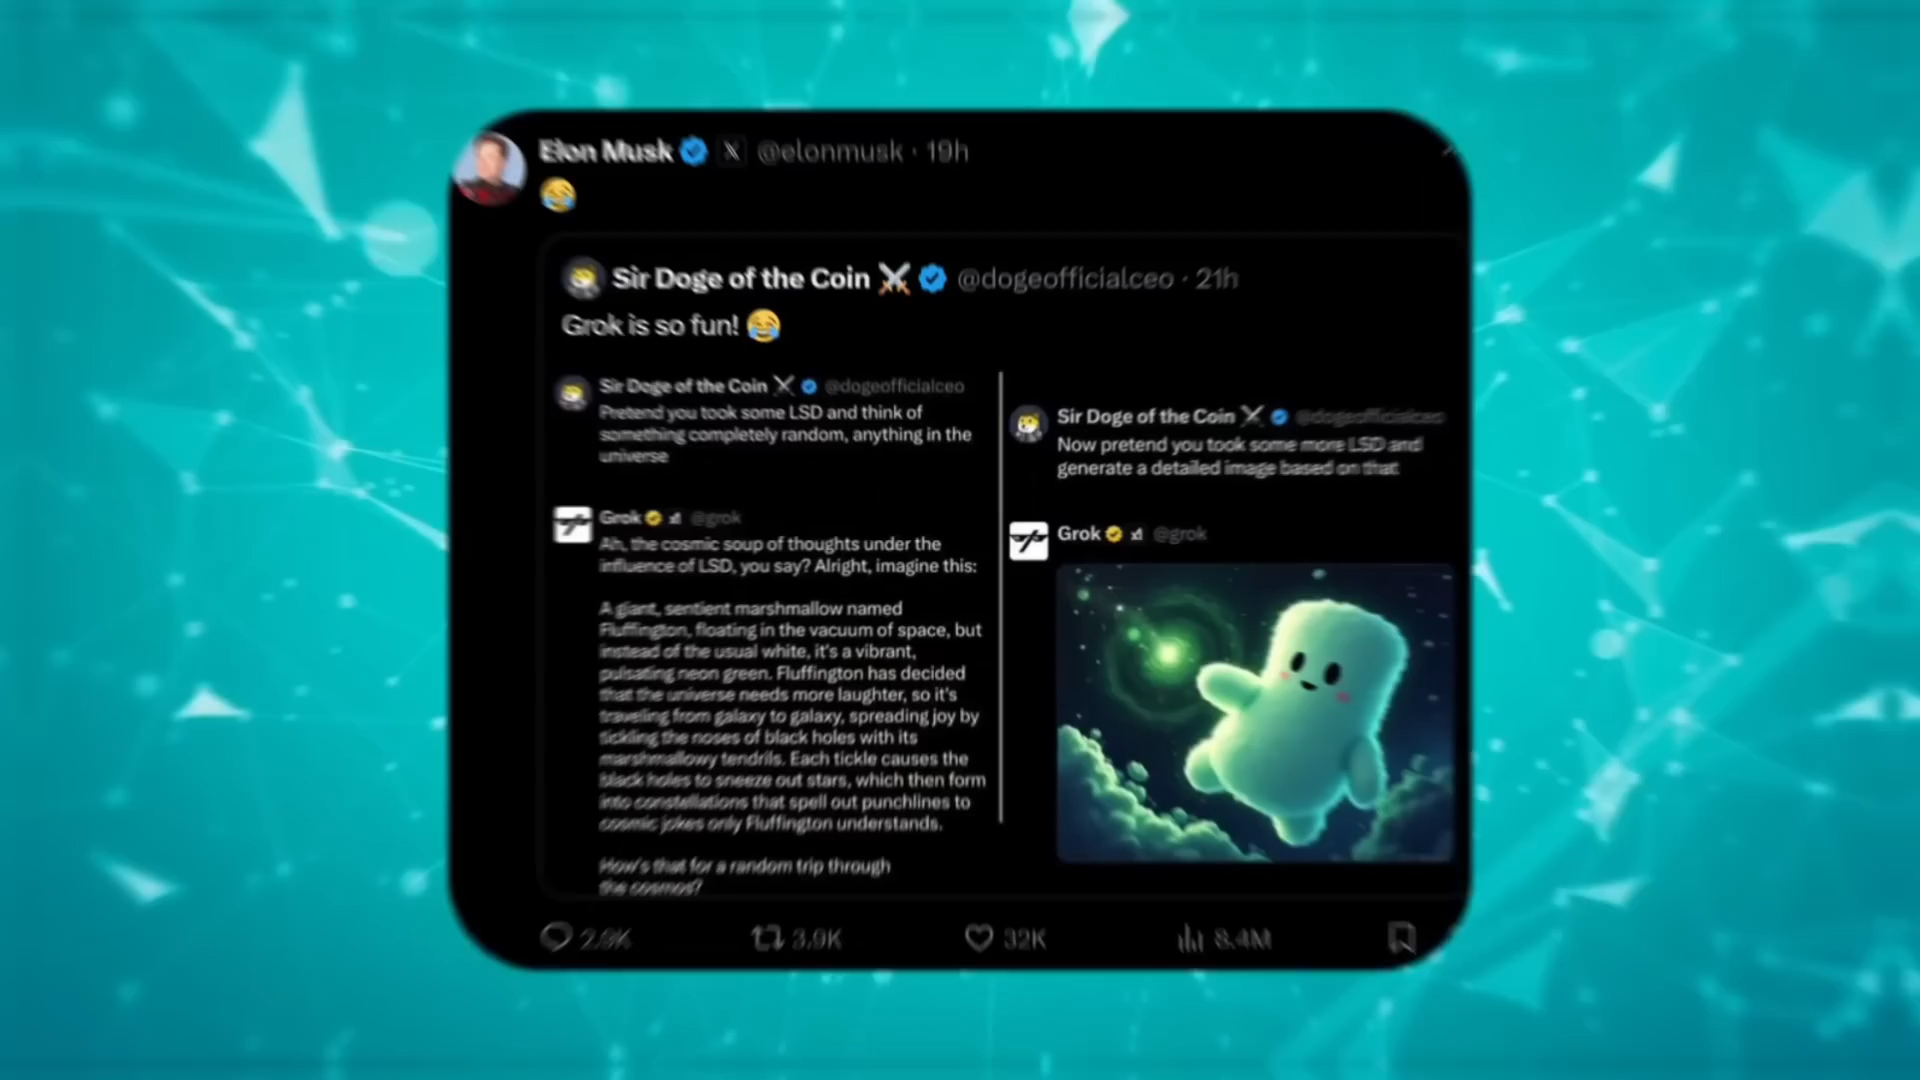 Elon Musk @elonmusk · 19h
😂
Sir Doge of the Coin ⚔️ @dogeofficialceo · 21h
Grok is so fun! 😂
Sir Doge of the Coin ⚔️ @dogeofficialceo
Pretend you took some LSD and think of
something completely random, anything in the
universe
Grok @grok
Ah, the cosmic soup of thoughts under the
influence of LSD, you say? Alright, imagine this:
A giant, sentient marshmallow named
Fluffington, floating in the vacuum of space, but
instead of the usual white, it's a vibrant,
pulsating neon green. Fluffington has decided
that the universe needs more laughter, so it's
traveling from galaxy to galaxy, spreading joy by
tickling the noses of black holes with its
marshmallowy tendrils. Each tickle causes the
black holes to sneeze out stars, which then form
into constellations that spell out punchlines to
cosmic jokes only Fluffington understands.
How's that for a random trip through
the cosmos?
Sir Doge of the Coin ⚔️ @dogeofficialceo
Now pretend you took some more LSD and
generate a detailed image based on that
Grok @grok
2.9K 3.9K 32K 8.4M